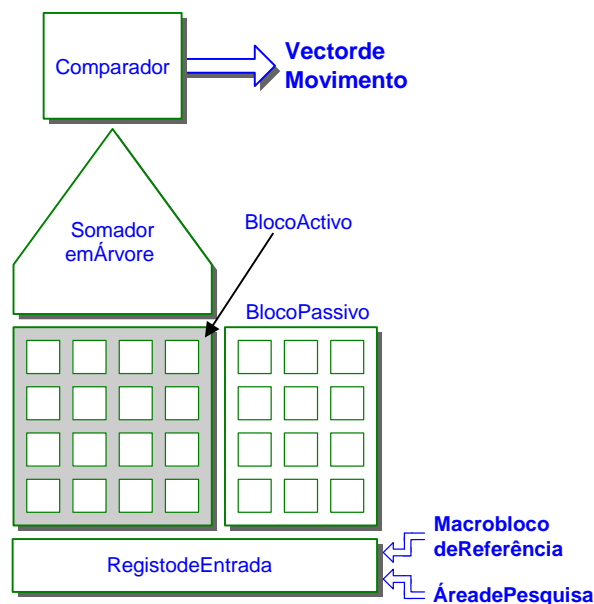 Comparador
Vectorde
Movimento
Somador
emÁrvore
BlocoActivo
BlocoPassivo
RegistodeEntrada
Macrobloco
deReferência
ÁreadePesquisa